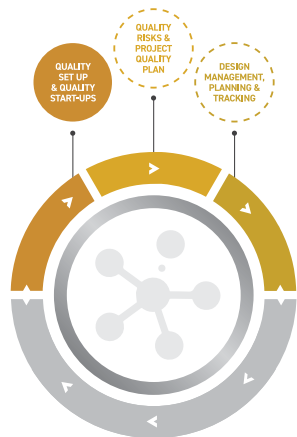 QUALITY
SET UP
& QUALITY
START-UPS
QUALITY
RISKS &
PROJECT
QUALITY
PLAN
DESIGN
MANAGEMENT,
PLANNING &
TRACKING